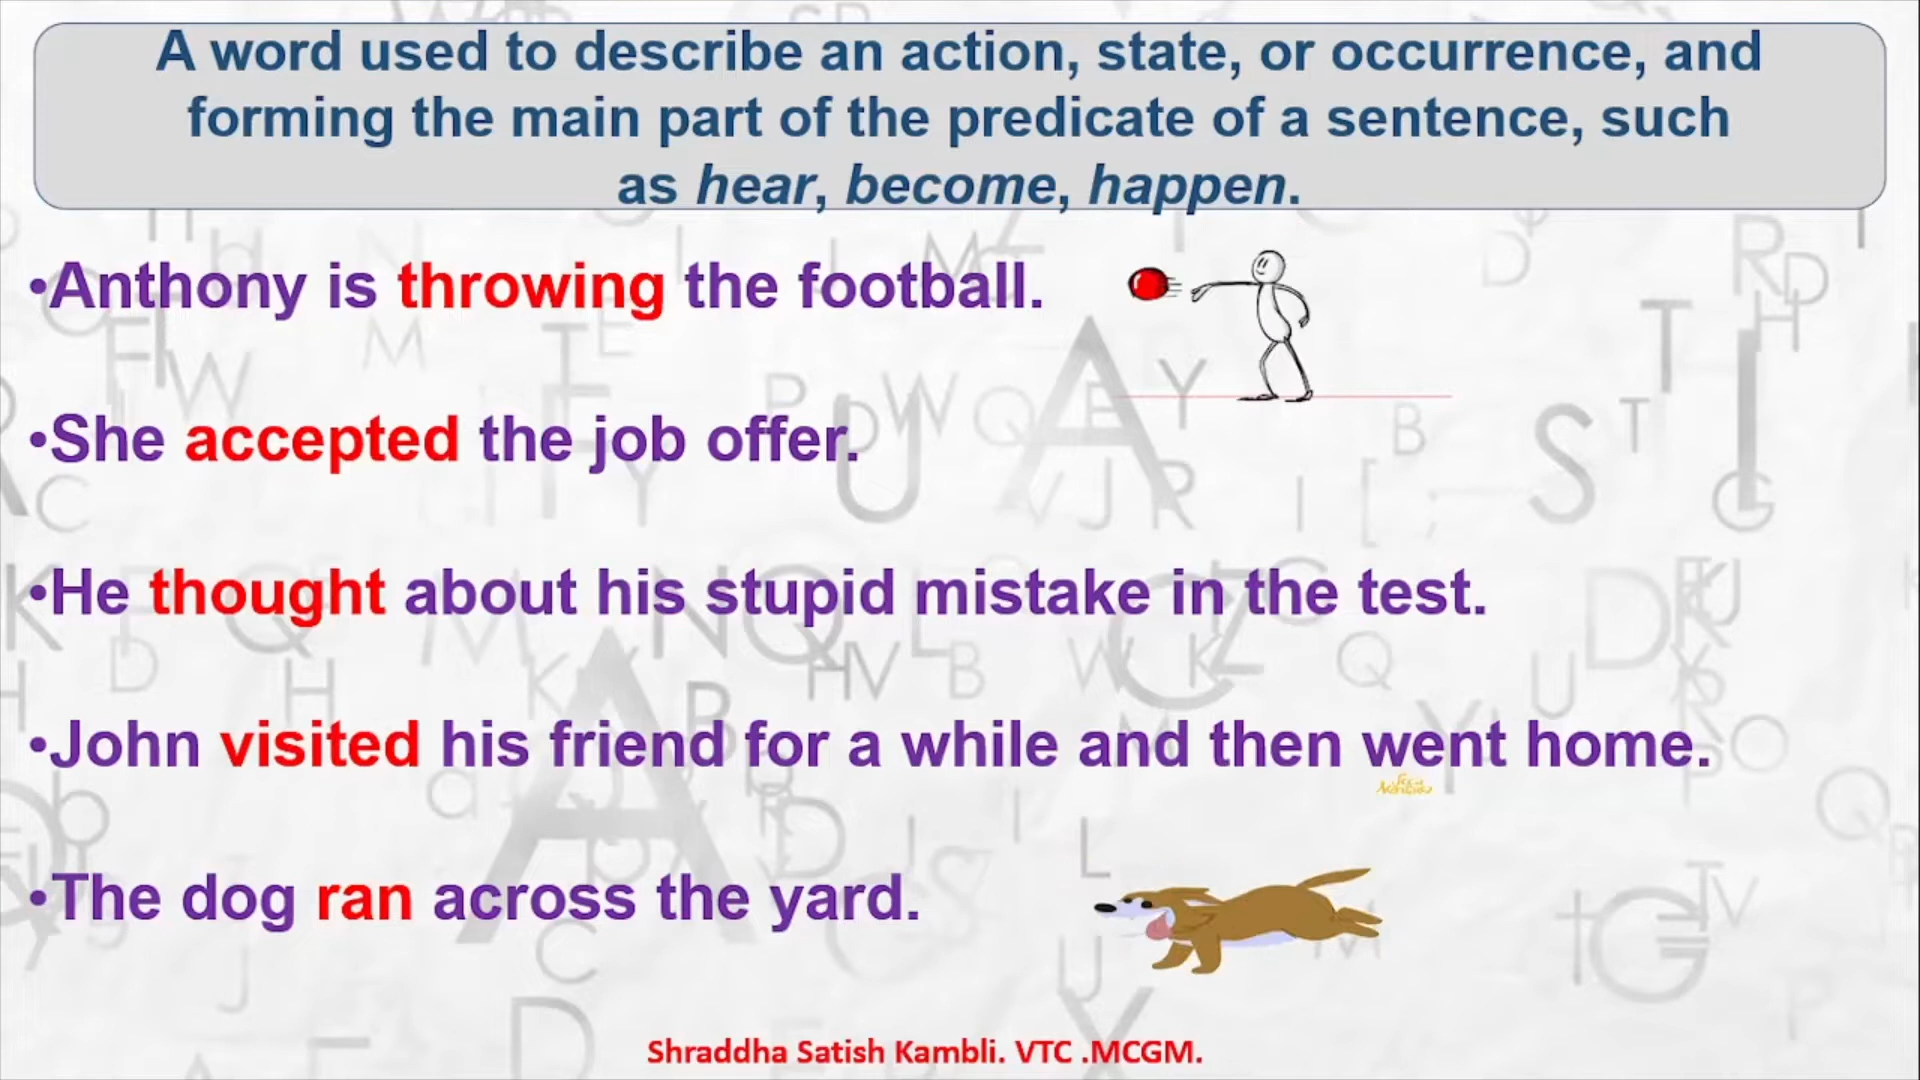 A word used to describe an action, state, or occurrence, and
forming the main part of the predicate of a sentence, such
as hear, become, happen.
•Anthony is throwing the football.
•She accepted the job offer.
•He thought about his stupid mistake in the test.
•John visited his friend for a while and then went home.
•The dog ran across the yard.
Shraddha Satish Kambli. VTC .MCGM.